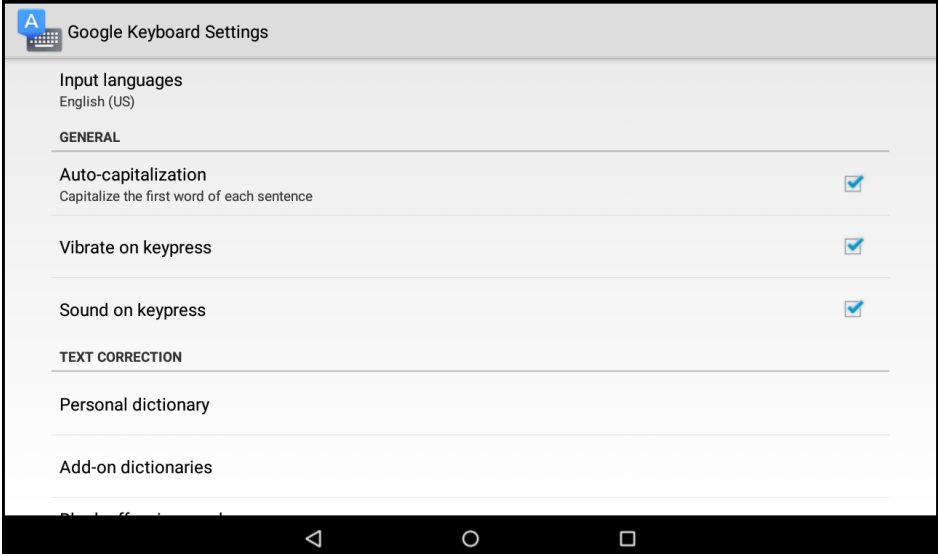 Google Keyboard Settings
Input languages
English (US)
GENERAL
Auto-capitalization
Capitalize the first word of each sentence
Vibrate on keypress
Sound on keypress
TEXT CORRECTION
Personal dictionary
Add-on dictionaries